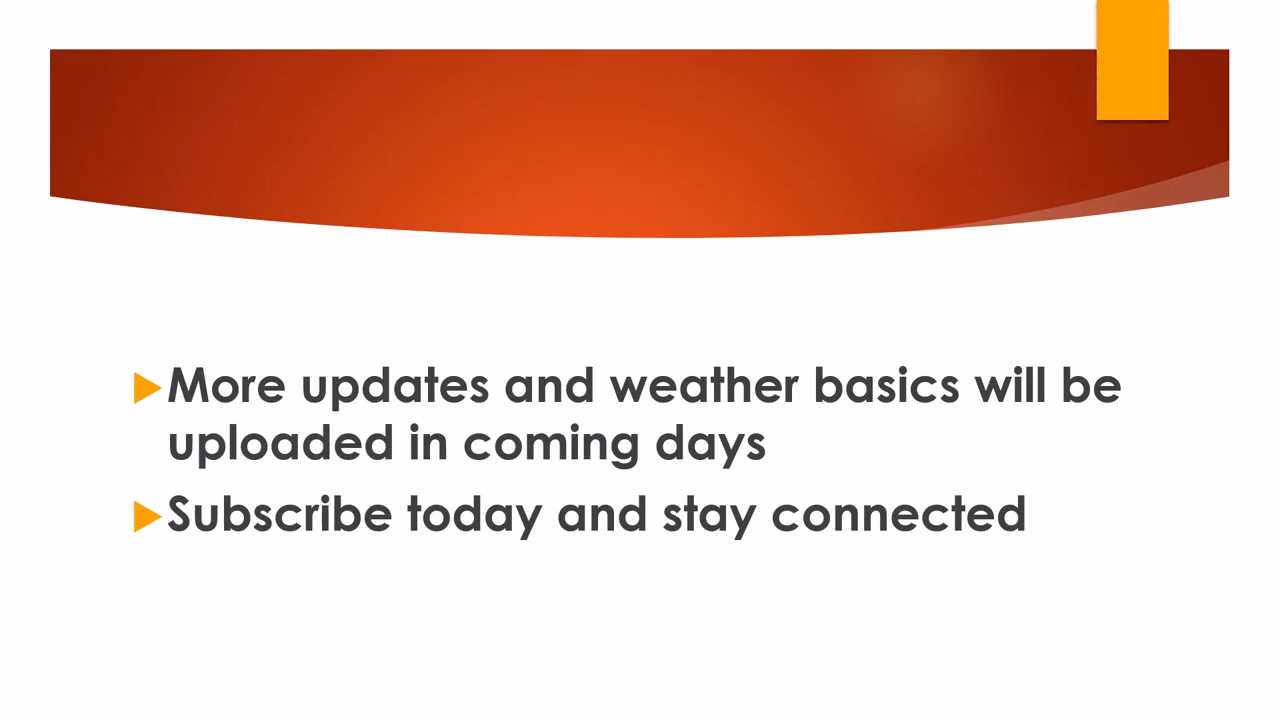 More updates and weather basics will be
uploaded in coming days
Subscribe today and stay connected